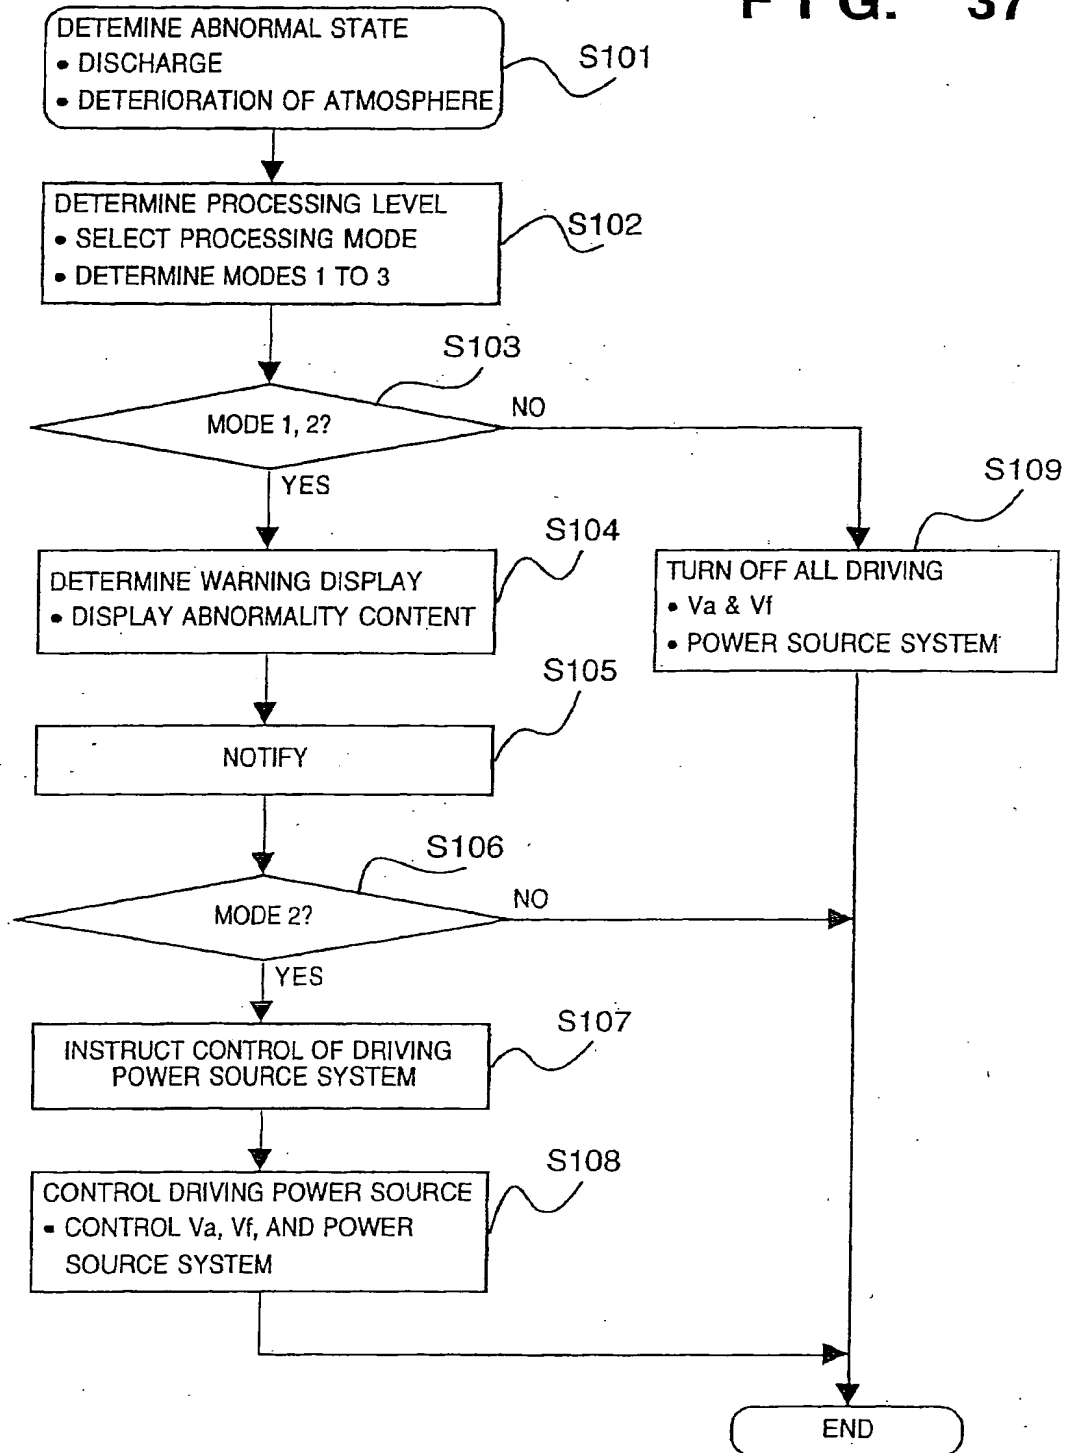 FIG. 37
DETEMINE ABNORMAL STATE
• DISCHARGE
• DETERIORATION OF ATMOSPHERE
S101
DETERMINE PROCESSING LEVEL
• SELECT PROCESSING MODE
• DETERMINE MODES 1 TO 3
S102
S103
MODE 1, 2?
NO
YES
S104
DETERMINE WARNING DISPLAY
• DISPLAY ABNORMALITY CONTENT
S109
TURN OFF ALL DRIVING
• Va & Vf
• POWER SOURCE SYSTEM
S105
NOTIFY
S106
MODE 2?
NO
YES
S107
INSTRUCT CONTROL OF DRIVING
POWER SOURCE SYSTEM
S108
CONTROL DRIVING POWER SOURCE
• CONTROL Va, Vf, AND POWER
SOURCE SYSTEM
END